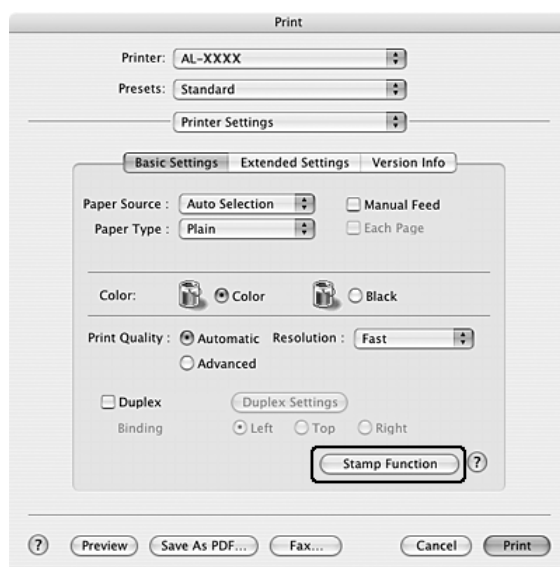 Print
Printer: AL-XXXX
Presets: Standard
Printer Settings
Basic Settings Extended Settings Version Info
Paper Source : Auto Selection Manual Feed
Paper Type : Plain Each Page
Color: Color Black
Print Quality : Automatic Resolution : Fast
Advanced
Duplex Duplex Settings
Binding Left Top Right
Stamp Function ?
? Preview Save As PDF... Fax... Cancel Print